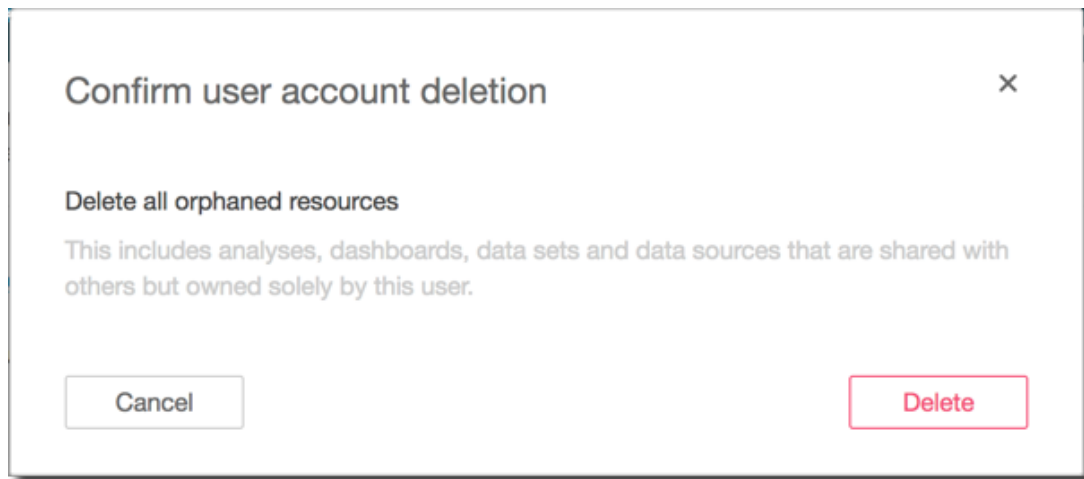 Confirm user account deletion
Delete all orphaned resources
This includes analyses, dashboards, data sets and data sources that are shared with
others but owned solely by this user.
Cancel
Delete